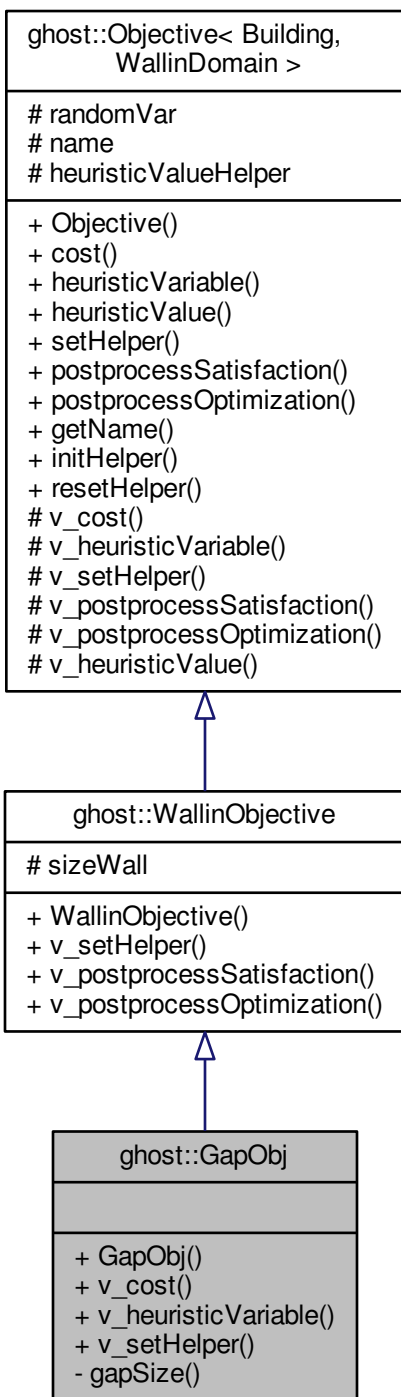 ghost::Objective< Building,
WallinDomain >
# randomVar
# name
# heuristicValueHelper
+ Objective()
+ cost()
+ heuristicVariable()
+ heuristicValue()
+ setHelper()
+ postprocessSatisfaction()
+ postprocessOptimization()
+ getName()
+ initHelper()
+ resetHelper()
# v_cost()
# v_heuristicVariable()
# v_setHelper()
# v_postprocessSatisfaction()
# v_postprocessOptimization()
# v_heuristicValue()
ghost::WallinObjective
# sizeWall
+ WallinObjective()
+ v_setHelper()
+ v_postprocessSatisfaction()
+ v_postprocessOptimization()
ghost::GapObj
+ GapObj()
+ v_cost()
+ v_heuristicVariable()
+ v_setHelper()
- gapSize()